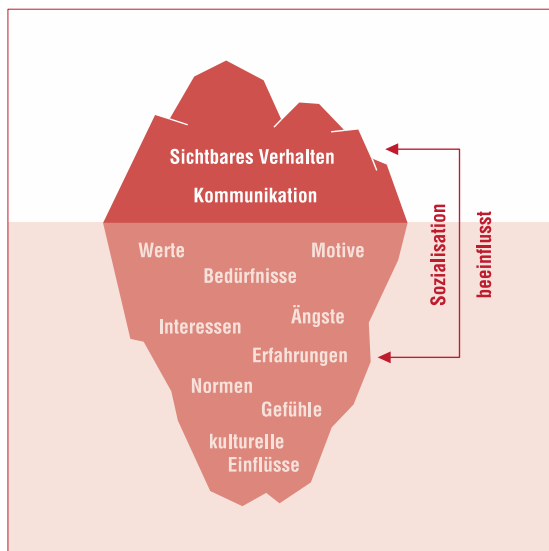 Sichtbares Verhalten
Kommunikation
Werte
Motive
Bedürfnisse
Ängste
Interessen
Erfahrungen
Normen
Gefühle
kulturelle
Einflüsse
Sozialisation
beeinflusst